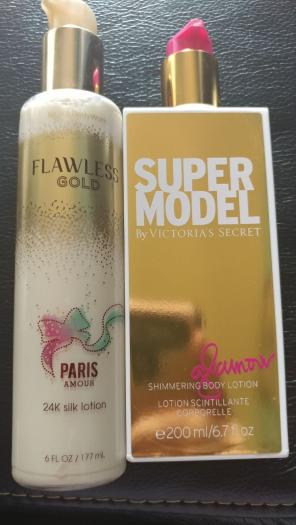 FLAWLESS
GOLD
PARIS
AMOUR
24K silk lotion
6 FL OZ / 177 mL
SUPER
MODEL
By VICTORIA'S SECRET
glamour
SHIMMERING BODY LOTION
LOTION SCINTILLANTE
CORPORELLE
e200 ml/6.7 fl oz